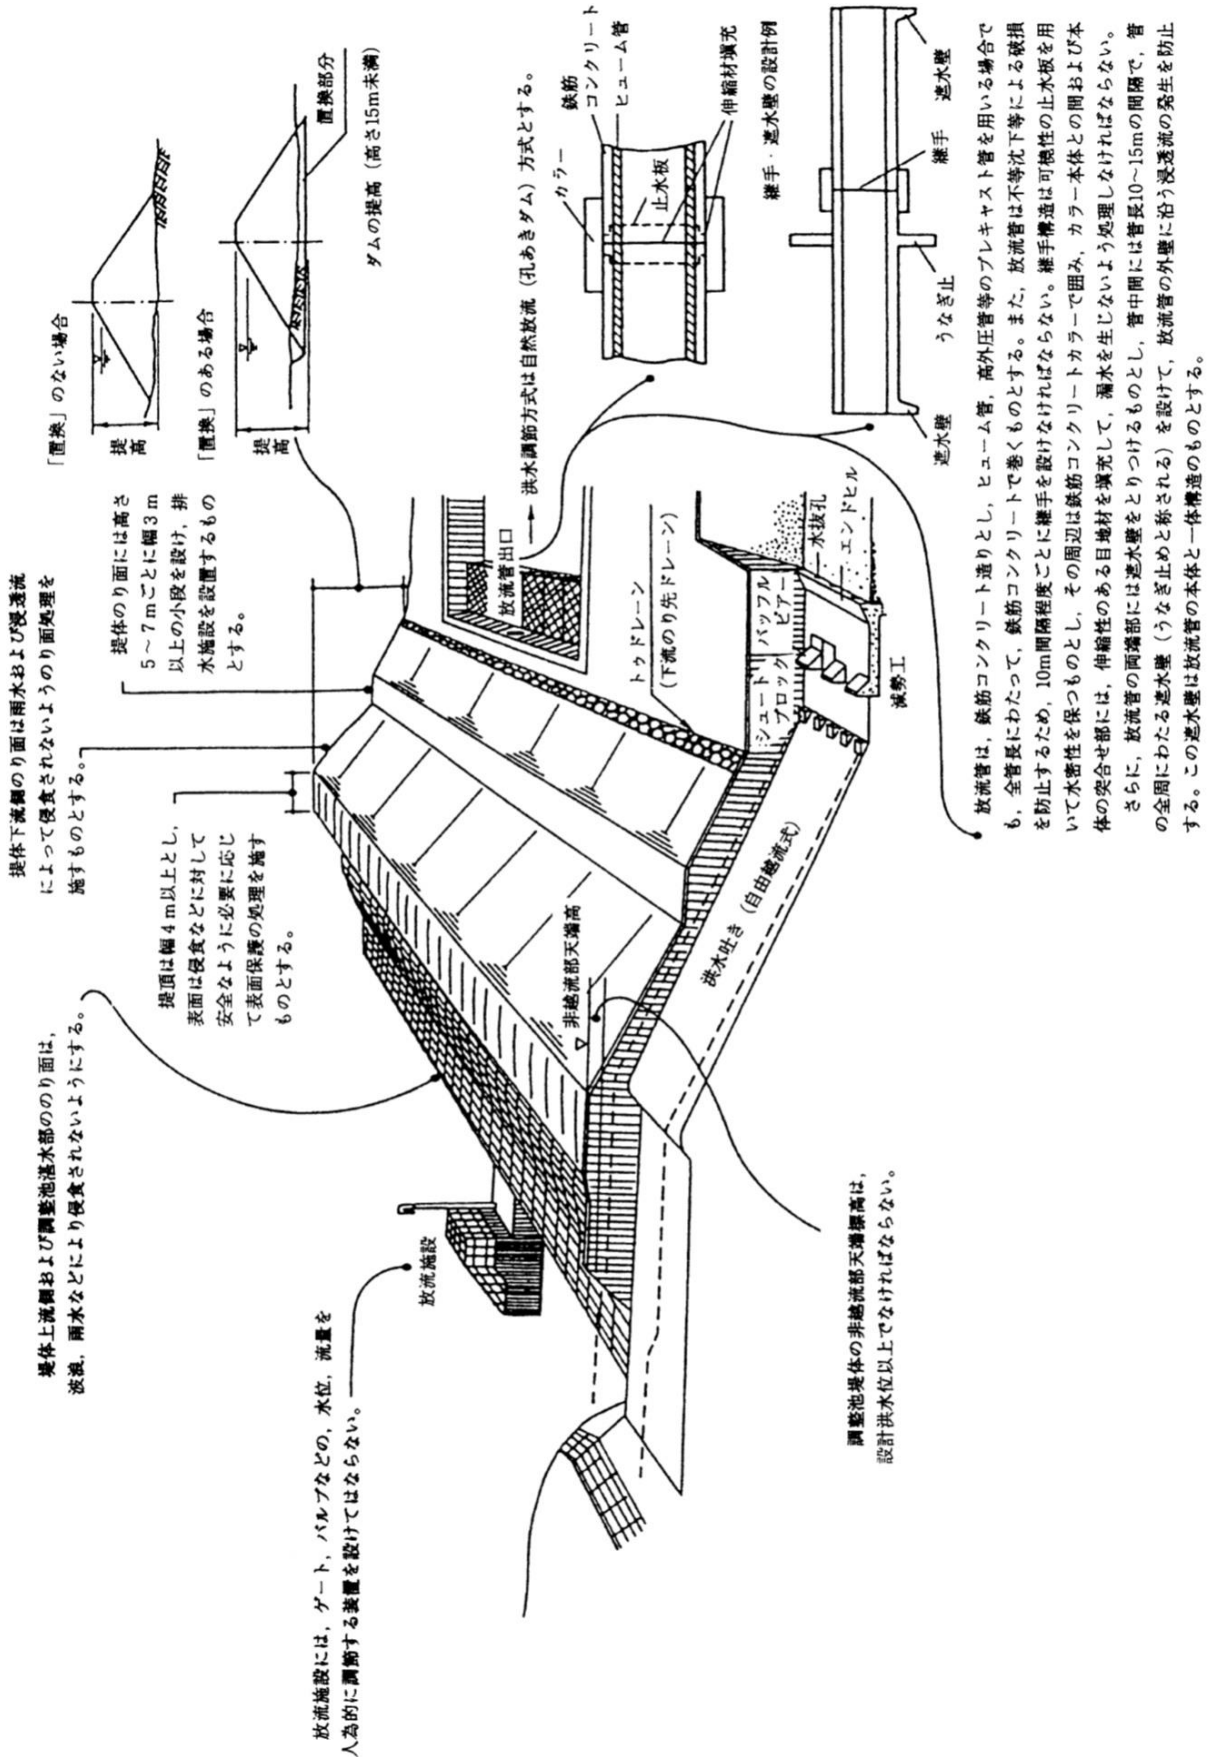 堤体下流側のり面は雨水および浸透流
によって侵食されないようのり面処理を
施すものとする。
堤体上流側および調整池湛水部ののり面は,
波浪，雨水などにより侵食されないようにする。
堤体のり面には高さ
5～7mごとに幅3m
以上の小段を設け，排
水施設を設置するもの
とする。
堤頂は幅4m以上とし,
表面は侵食などに対して
安全なように必要に応じ
て表面保護の処理を施す
ものとする。
「置換」のない場合
堤高
「置換」のある場合
堤高
置換部分
ダムの堤高（高さ15m未満）
放流施設には，ゲート，バルブなどの，水位，流量を
人為的に調節する装置を設けてはならない。
放流施設
放流管出口
洪水調節方式は自然放流（孔あきダム）方式とする。
非越流部天端高
トゥドレーン
（下流のり先ドレーン）
カラー
鉄筋
コンクリート
ヒューム管
止水板
伸縮材填充
継手・遮水壁の設計例
洪水吐き（自由越流式）
シュート
ブロック
バッフル
ピアー
水抜孔
エンドヒル
減勢工
遮水壁
うなぎ止
継手
遮水壁
調整池堤体の非越流部天端標高は,
設計洪水位以上でなければならない。
放流管は，鉄筋コンクリート造りとし，ヒューム管，高外圧管等のプレキャスト管を用いる場合で
も，全管長にわたって，鉄筋コンクリートで巻くものとする。また，放流管は不等沈下等による破損
を防止するため，10m間隔程度ごとに継手を設けなければならない。継手構造は可撓性の止水板を用
いて水密性を保つものとし，その周辺は鉄筋コンクリートカラーで囲み，カラー本体との間および本
体の突合せ部には，伸縮性のある目地材を填充して，漏水を生じないよう処理しなければならない。
さらに，放流管の両端部には遮水壁をとりつけるものとし，管中間には管長10～15mの間隔で，管
の全周にわたる遮水壁（うなぎ止めと称される）を設けて，放流管の外壁に沿う浸透流の発生を防止
する。この遮水壁は放流管の本体と一体構造のものとする。